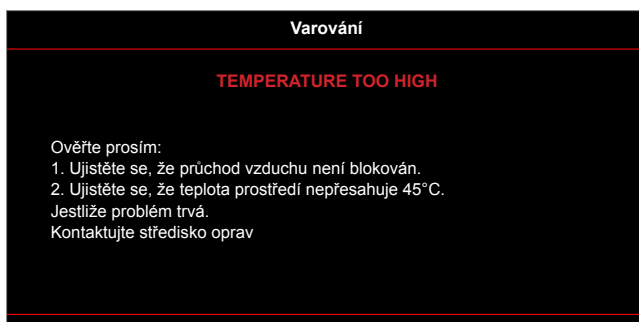 Varování
TEMPERATURE TOO HIGH
Ověřte prosím:
1. Ujistěte se, že průchod vzduchu není blokován.
2. Ujistěte se, že teplota prostředí nepřesahuje 45°C.
Jestliže problém trvá.
Kontaktujte středisko oprav